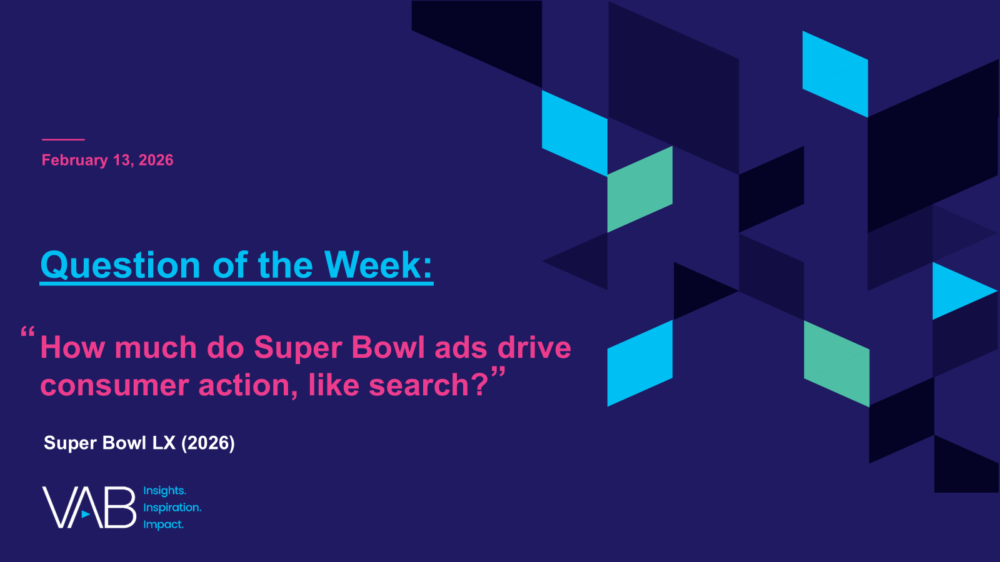 February 13, 2026
Question of the Week:
“How much do Super Bowl ads drive
consumer action, like search?”
Super Bowl LX (2026)
VAB
Insights.
Inspiration.
Impact.